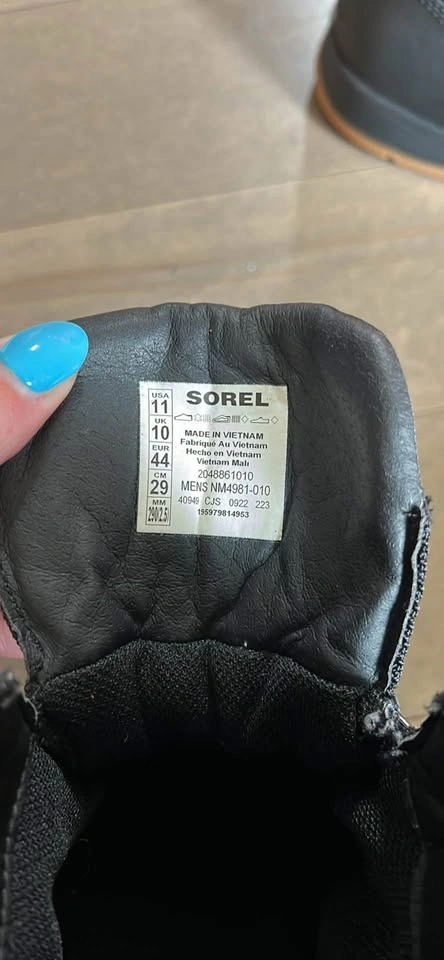 USA
11
UK
10
EUR
44
CM
29
MM
290(2.5)
SOREL
MADE IN VIETNAM
Fabriqué Au Vietnam
Hecho en Vietnam
Vietnam Malı
2048861010
MENS NM4981-010
40949 CJS 0922 223
195979814953